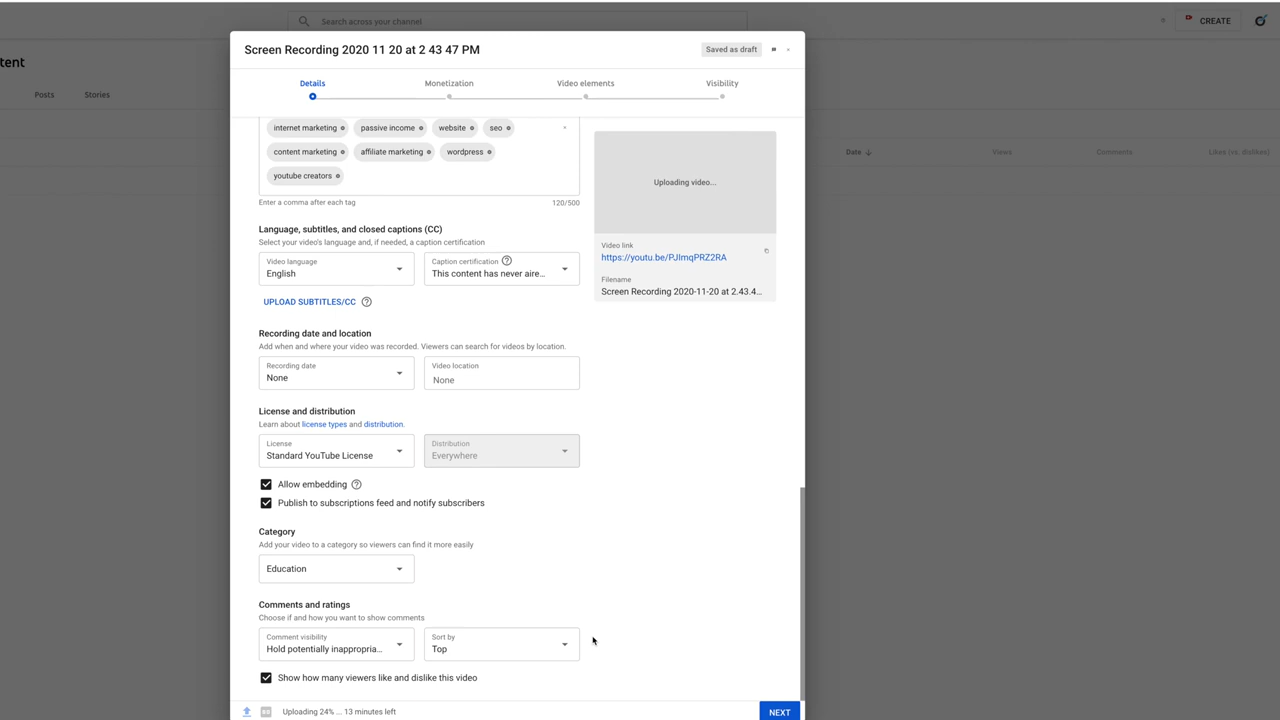 Search across your channel
CREATE
tent
Posts
Stories
Screen Recording 2020 11 20 at 2 43 47 PM
Saved as draft
Details
Monetization
Video elements
Visibility
Date
Views
Comments
Likes (vs. dislikes)
internet marketing
passive income
website
seo
content marketing
affiliate marketing
wordpress
youtube creators
Enter a comma after each tag
120/500
Uploading video...
Video link
https://youtu.be/PJImqPRZ2RA
Filename
Screen Recording 2020-11-20 at 2.43.4...
Language, subtitles, and closed captions (CC)
Select your video's language and, if needed, a caption certification
Video language
English
Caption certification
This content has never aire...
UPLOAD SUBTITLES/CC
Recording date and location
Add when and where your video was recorded. Viewers can search for videos by location.
Recording date
None
Video location
None
License and distribution
Learn about license types and distribution.
License
Standard YouTube License
Distribution
Everywhere
Allow embedding
Publish to subscriptions feed and notify subscribers
Category
Add your video to a category so viewers can find it more easily
Education
Comments and ratings
Choose if and how you want to show comments
Comment visibility
Hold potentially inappropria...
Sort by
Top
Show how many viewers like and dislike this video
Uploading 24% ... 13 minutes left
NEXT